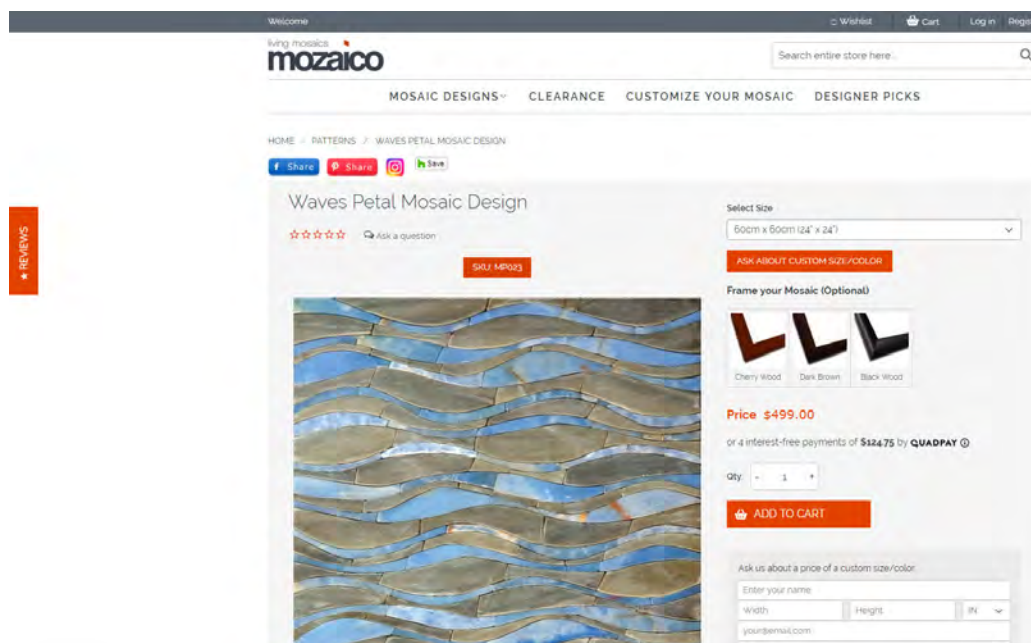 Welcome
Wishlist
Cart
Log in
living mosaics
mozaico
Search entire store here
MOSAIC DESIGNS
CLEARANCE
CUSTOMIZE YOUR MOSAIC
DESIGNER PICKS
HOME / PATTERNS / WAVES PETAL MOSAIC DESIGN
Share
Share
Save
Waves Petal Mosaic Design
Ask a question
SKU: MP023
★ REVIEWS
Select Size
60cm x 60cm (24" x 24")
ASK ABOUT CUSTOM SIZE/COLOR
Frame your Mosaic (Optional)
Cherry Wood
Dark Brown
Black Wood
Price $499.00
or 4 interest-free payments of $124.75 by QUADPAY
Qty - 1 +
ADD TO CART
Ask us about a price of a custom size/color
Enter your name
Width
Height
IN
your@email.com